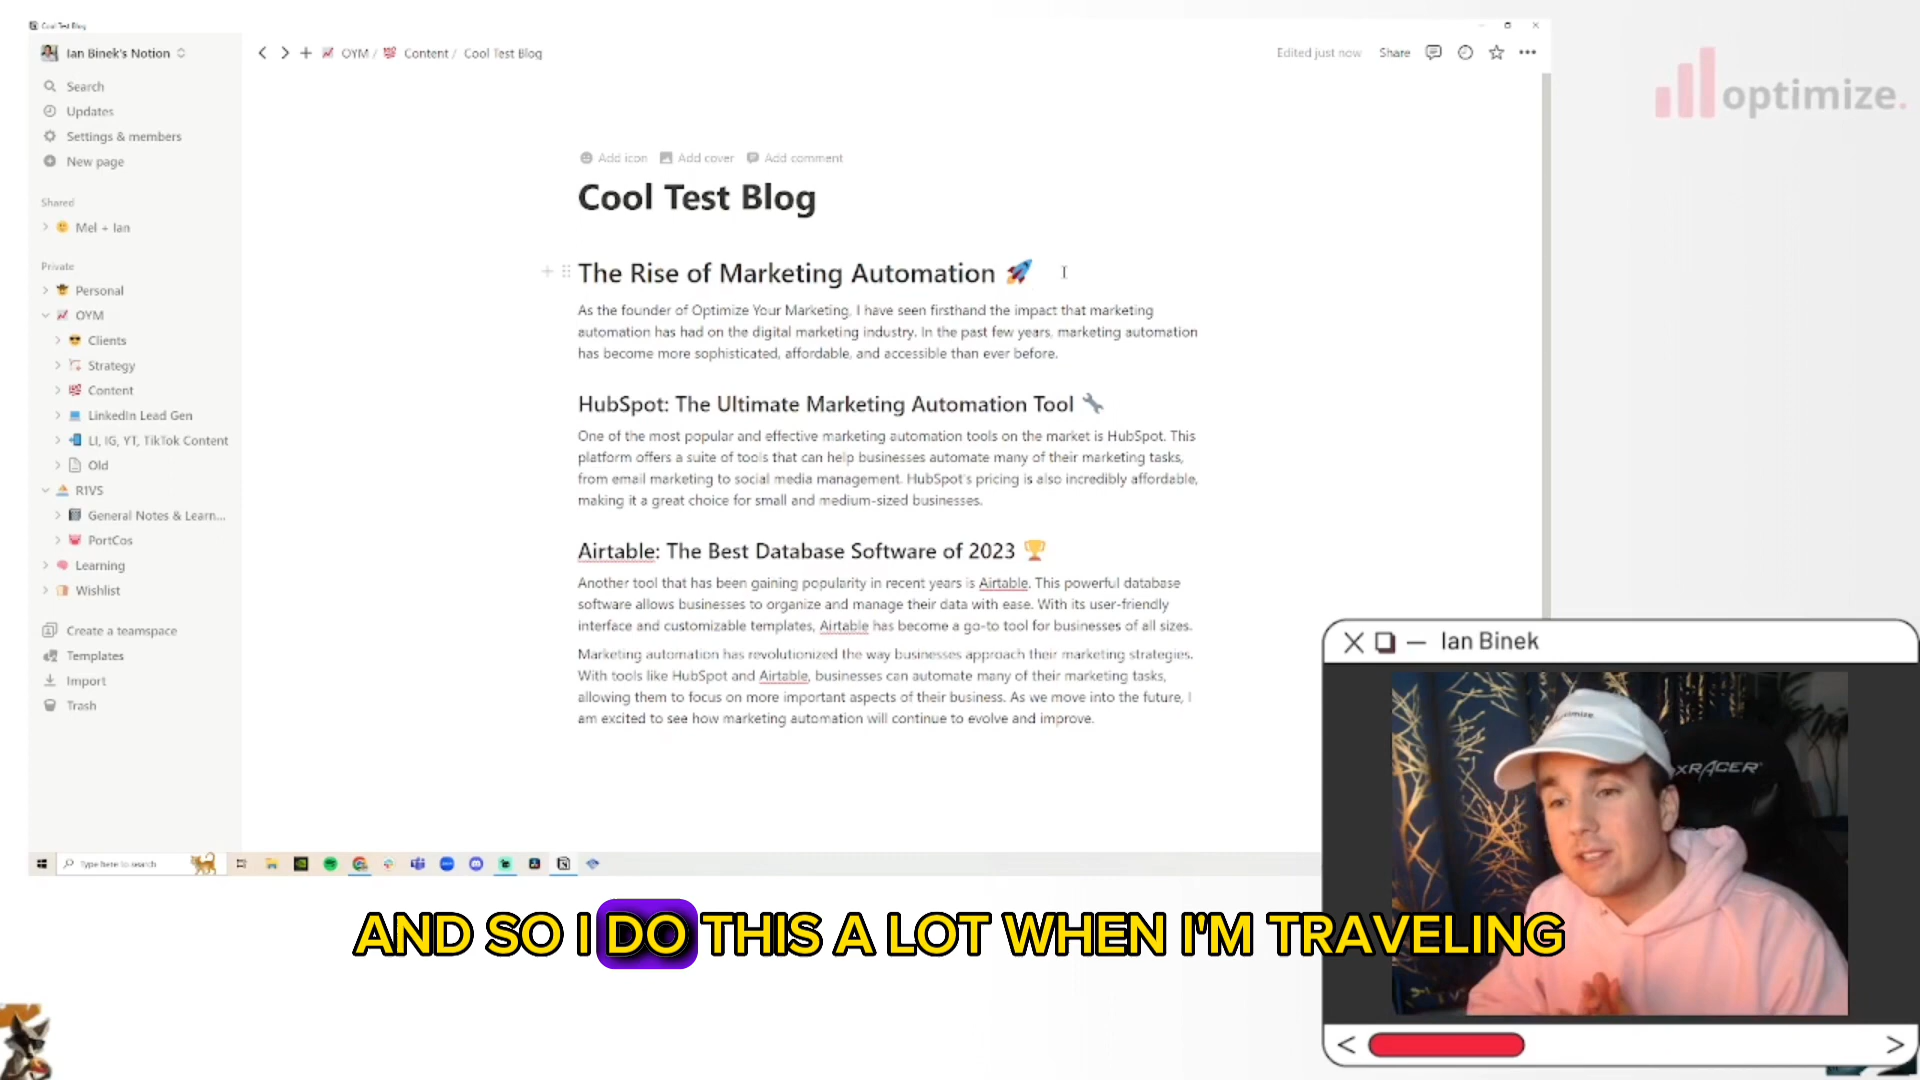 Cool Test Blog
Ian Binek's Notion
OYM / Content / Cool Test Blog
Edited just now Share
optimize.
Search
Updates
Settings & members
New page
Shared
Mel + Ian
Private
Personal
OYM
Clients
Strategy
Content
LinkedIn Lead Gen
LI, IG, YT, TikTok Content
Old
R1VS
General Notes & Learn...
PortCos
Learning
Wishlist
Create a teamspace
Templates
Import
Trash
Add icon Add cover Add comment
Cool Test Blog
The Rise of Marketing Automation 🚀
As the founder of Optimize Your Marketing, I have seen firsthand the impact that marketing
automation has had on the digital marketing industry. In the past few years, marketing automation
has become more sophisticated, affordable, and accessible than ever before.
HubSpot: The Ultimate Marketing Automation Tool 🔧
One of the most popular and effective marketing automation tools on the market is HubSpot. This
platform offers a suite of tools that can help businesses automate many of their marketing tasks,
from email marketing to social media management. HubSpot's pricing is also incredibly affordable,
making it a great choice for small and medium-sized businesses.
Airtable: The Best Database Software of 2023 🏆
Another tool that has been gaining popularity in recent years is Airtable. This powerful database
software allows businesses to organize and manage their data with ease. With its user-friendly
interface and customizable templates, Airtable has become a go-to tool for businesses of all sizes.
Marketing automation has revolutionized the way businesses approach their marketing strategies.
With tools like HubSpot and Airtable, businesses can automate many of their marketing tasks,
allowing them to focus on more important aspects of their business. As we move into the future, I
am excited to see how marketing automation will continue to evolve and improve.
Type here to search
Ian Binek
XRACER
AND SO I DO THIS A LOT WHEN I'M TRAVELING